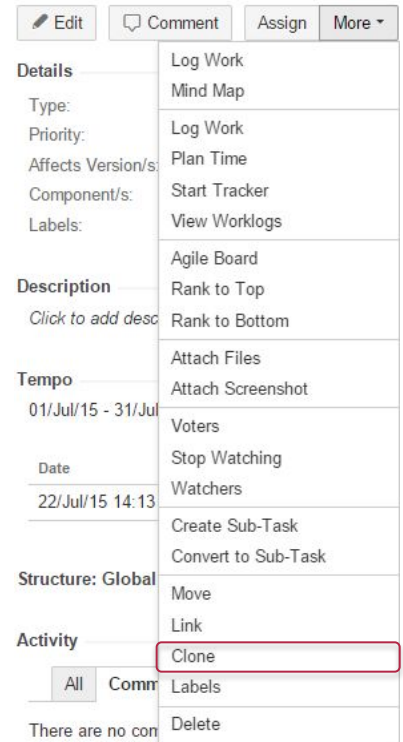 Edit Comment Assign More
Details
Type:
Priority:
Affects Version/s:
Component/s:
Labels:
Description
Click to add desc
Tempo
01/Jul/15 - 31/Jul
Date
22/Jul/15 14:13
Structure: Global
Activity
All Comm
There are no com
Log Work
Mind Map
Log Work
Plan Time
Start Tracker
View Worklogs
Agile Board
Rank to Top
Rank to Bottom
Attach Files
Attach Screenshot
Voters
Stop Watching
Watchers
Create Sub-Task
Convert to Sub-Task
Move
Link
Clone
Labels
Delete